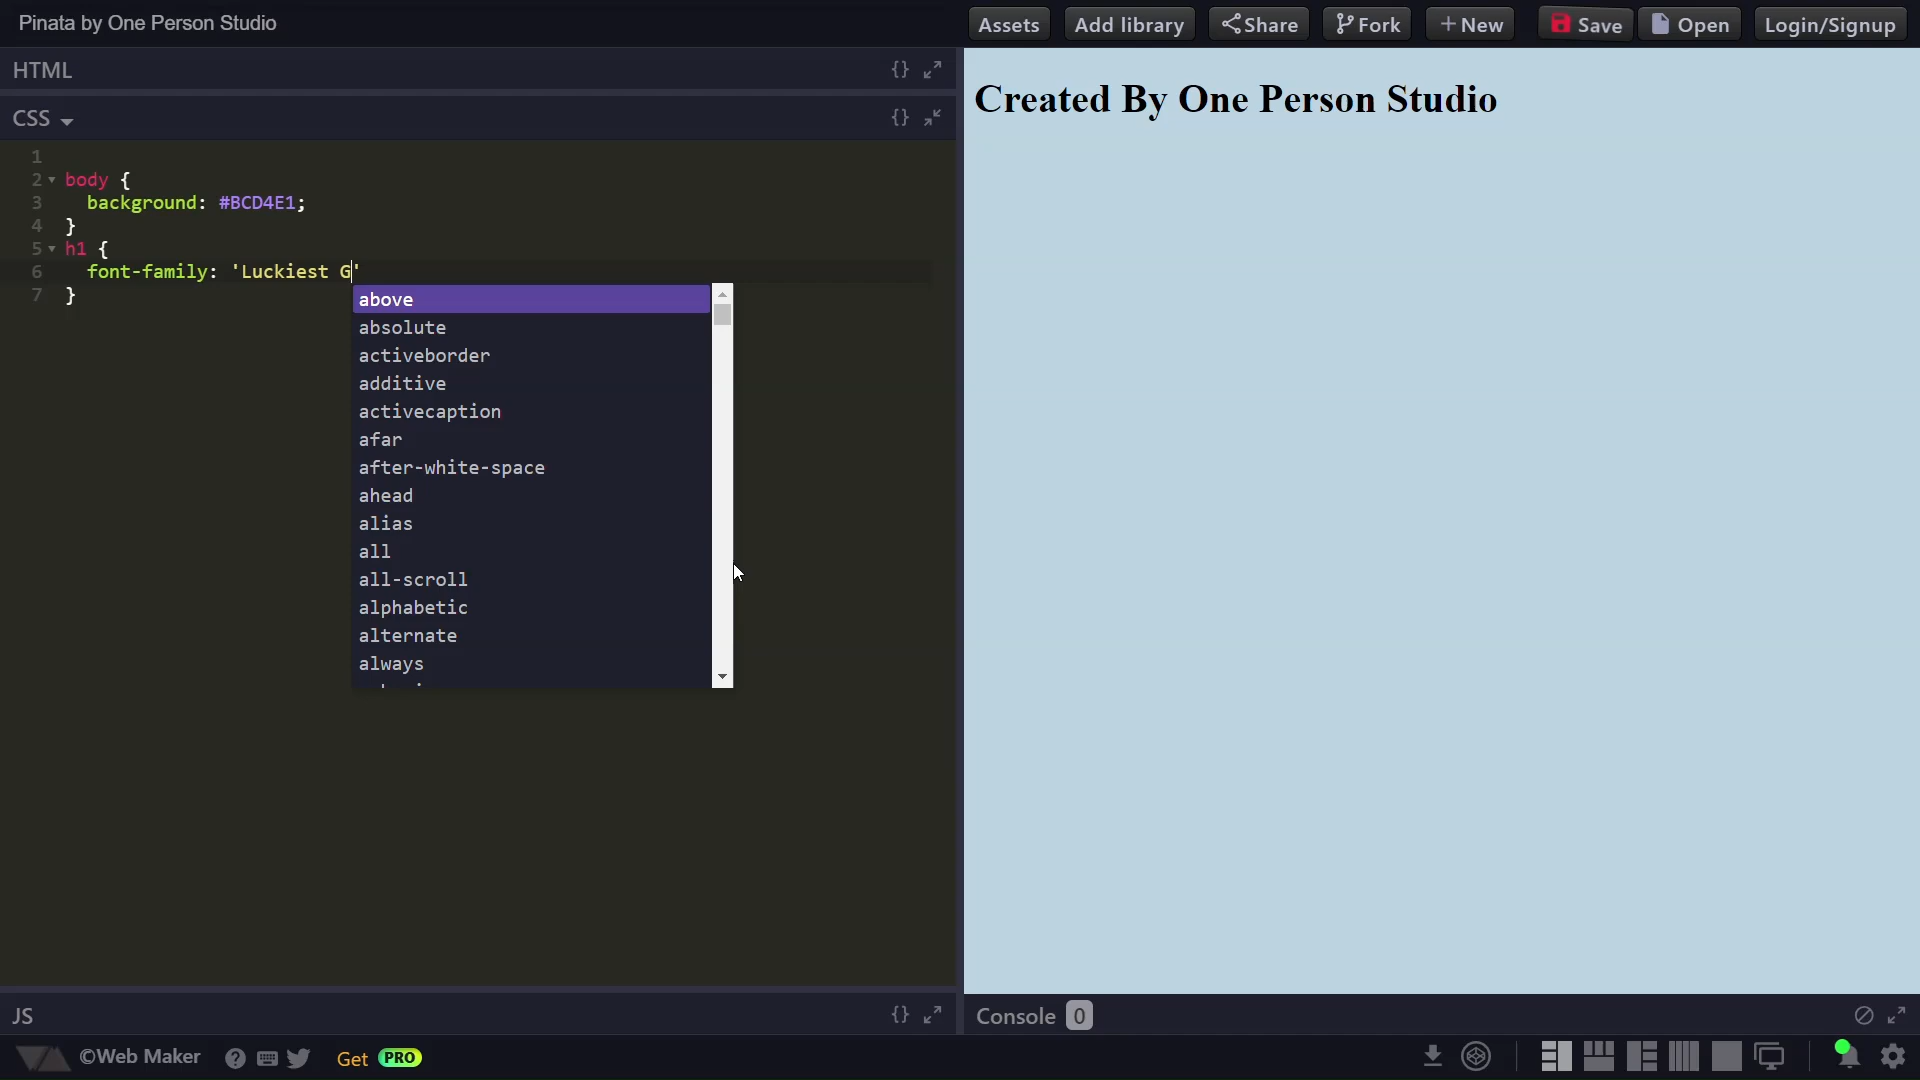 Pinata by One Person Studio
Assets
Add library
Share
Fork
+ New
Save
Open
Login/Signup
HTML
{}
CSS
{}
Created By One Person Studio
1
2 body {
3 background: #BCD4E1;
4 }
5 h1 {
6 font-family: 'Luckiest G'
7 }
above
absolute
activeborder
additive
activecaption
afar
after-white-space
ahead
alias
all
all-scroll
alphabetic
alternate
always
JS
{}
Console 0
©Web Maker
?
Get PRO